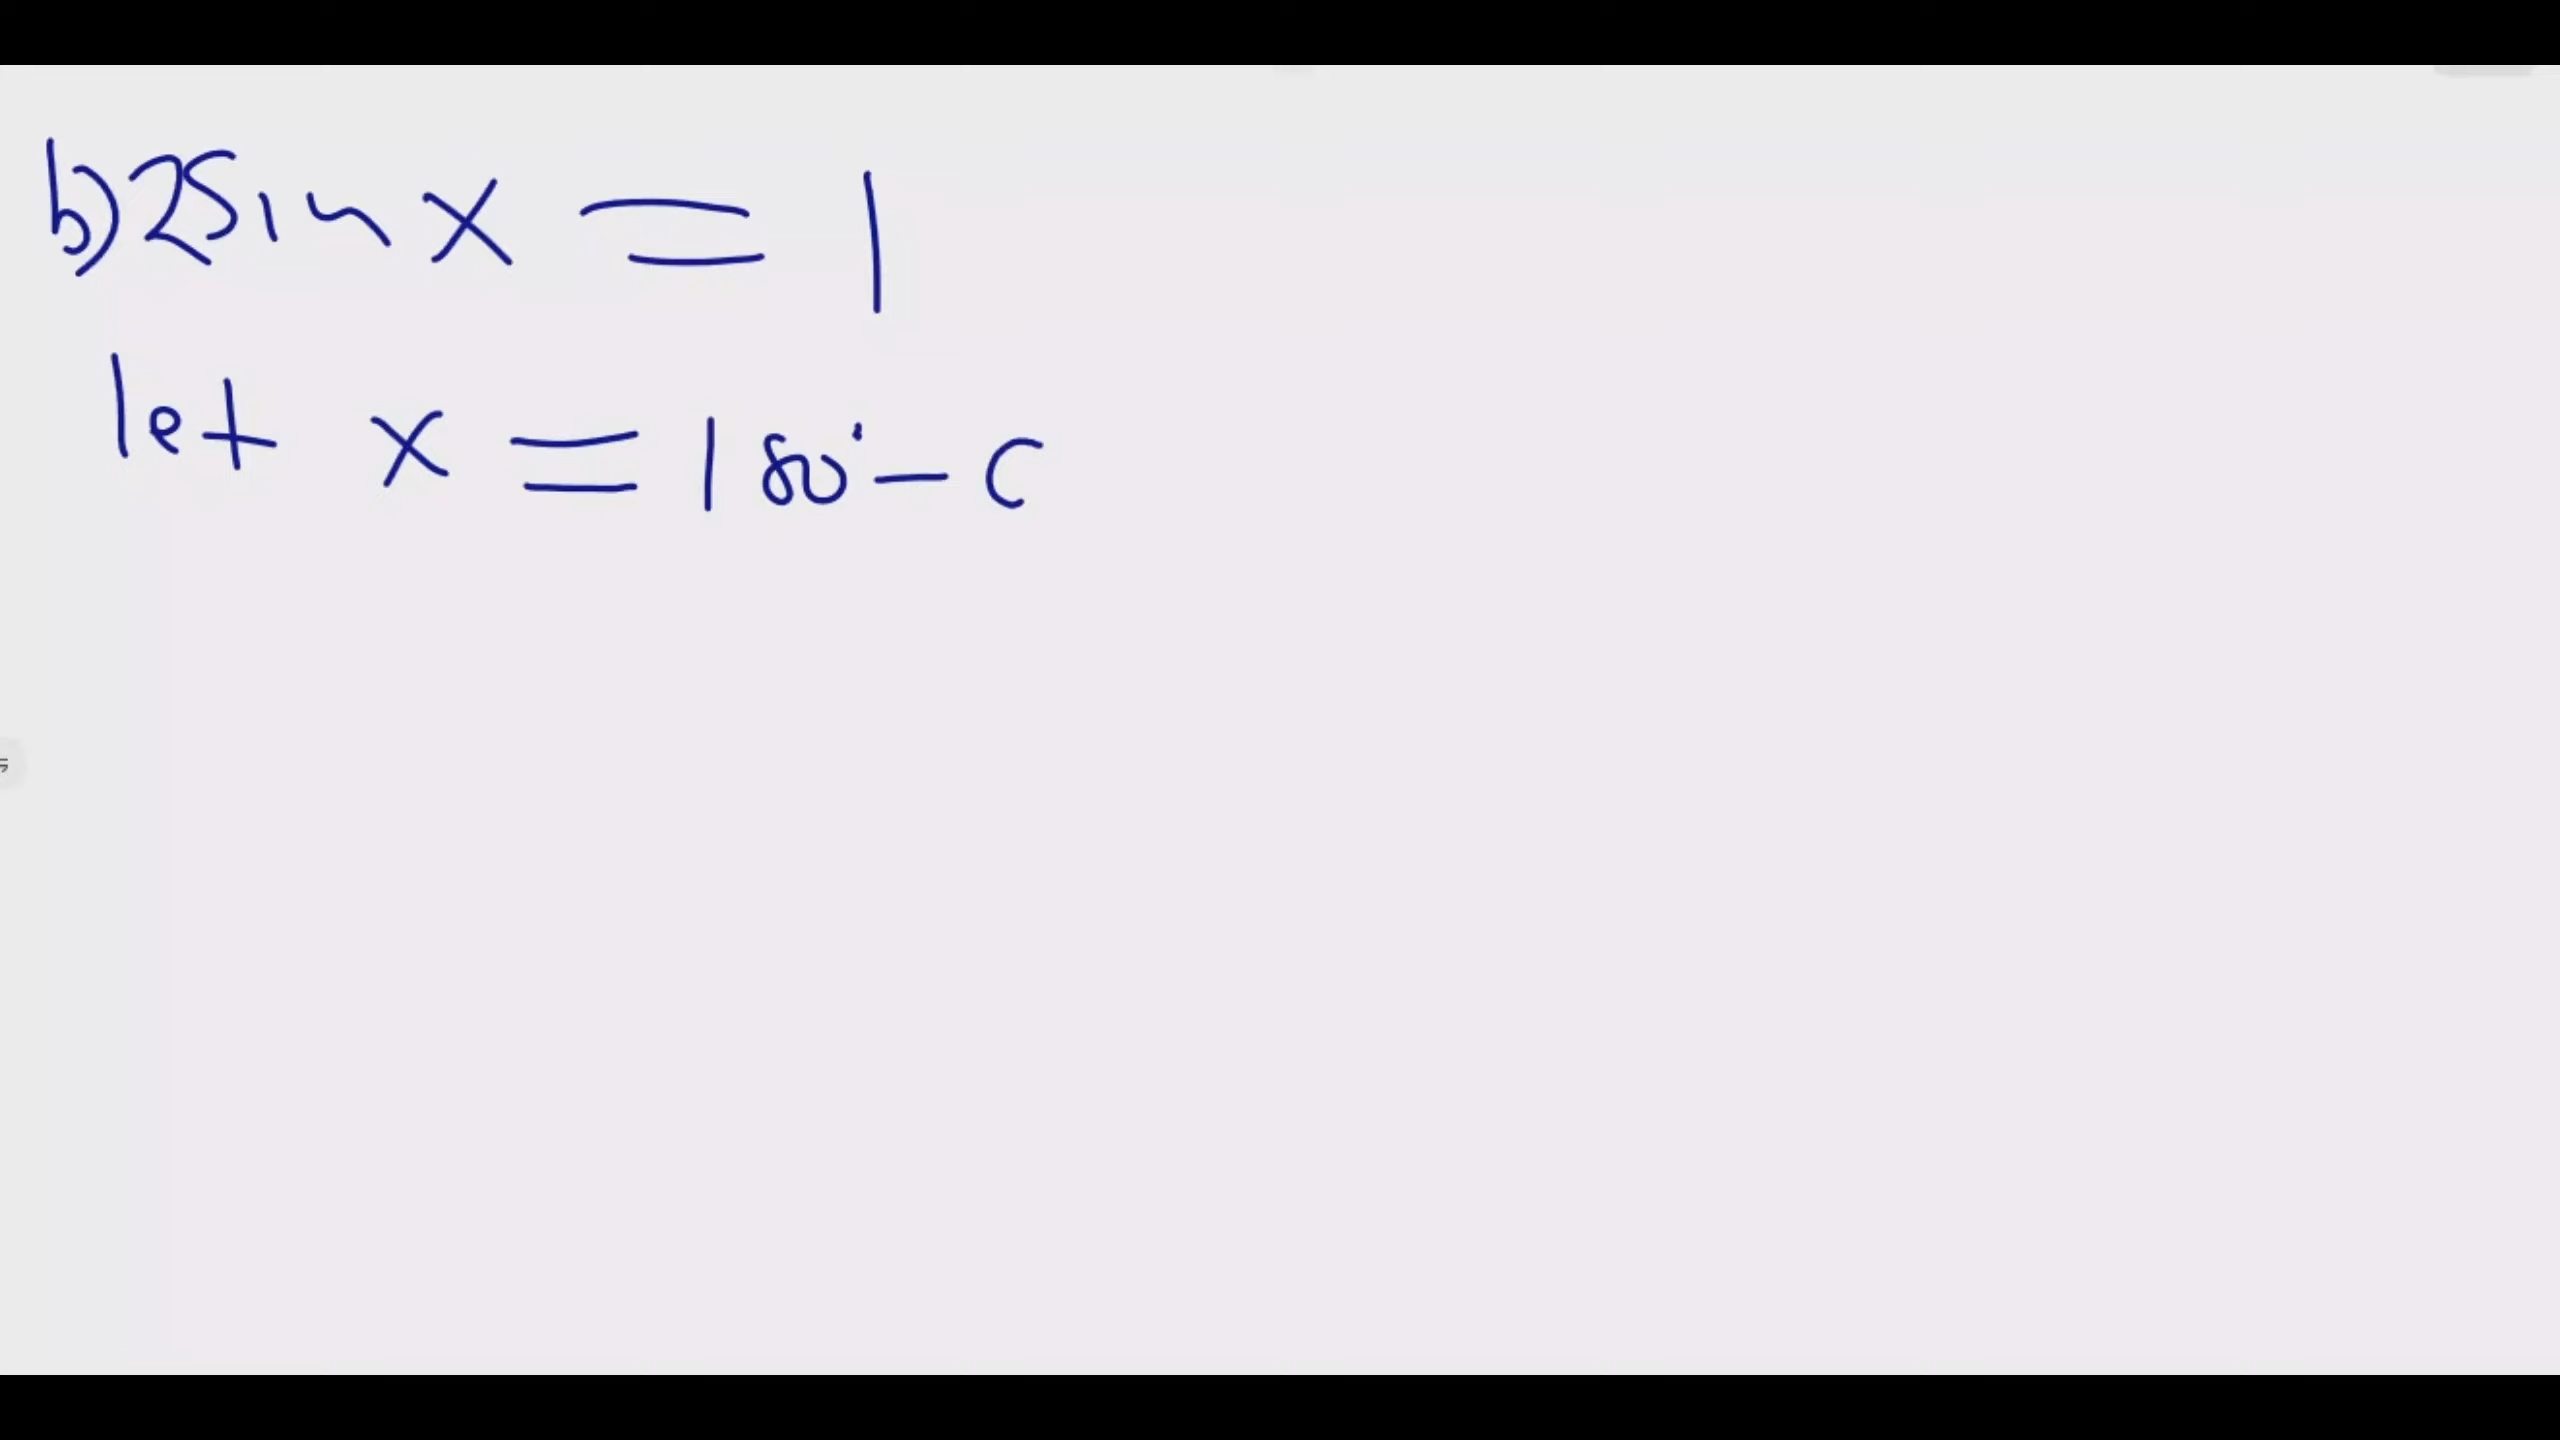 b) 2sin x = 1
let x = 180° - C